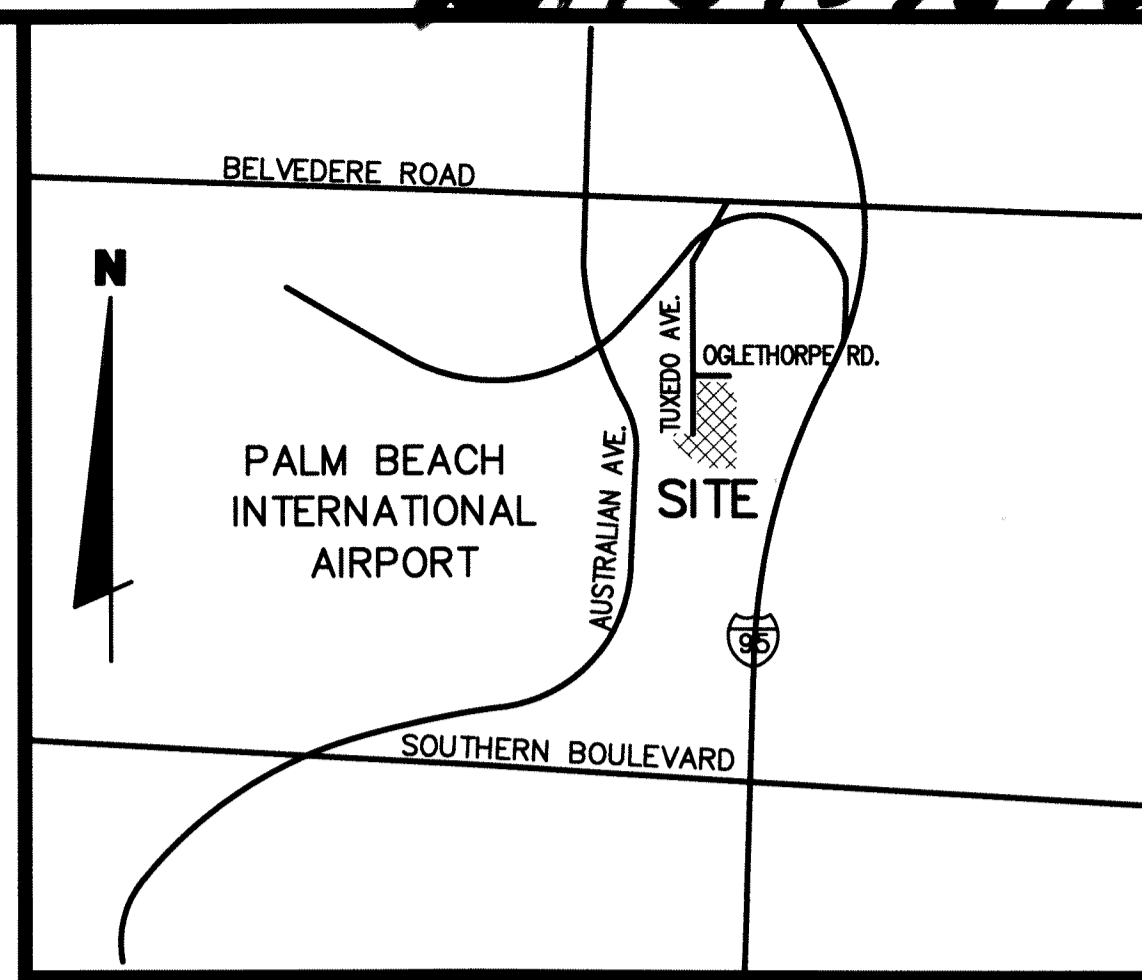 BELVEDERE ROAD
N
TUXEDO AVE.
OGLETHORPE RD.
PALM BEACH
INTERNATIONAL
AIRPORT
AUSTRALIAN AVE.
SITE
95
SOUTHERN BOULEVARD